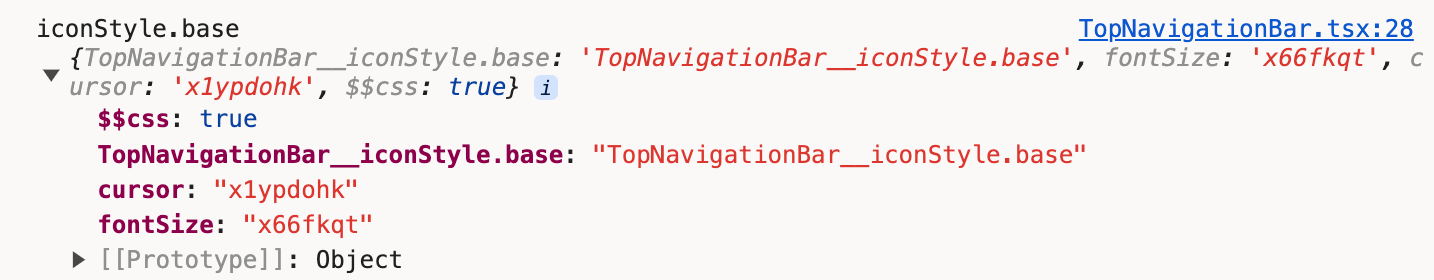 iconStyle.base TopNavigationBar.tsx:28
{TopNavigationBar__iconStyle.base: 'TopNavigationBar__iconStyle.base', fontSize: 'x66fkqt', c
ursor: 'x1ypdohk', $$css: true} i
$$css: true
TopNavigationBar__iconStyle.base: "TopNavigationBar__iconStyle.base"
cursor: "x1ypdohk"
fontSize: "x66fkqt"
[[Prototype]]: Object